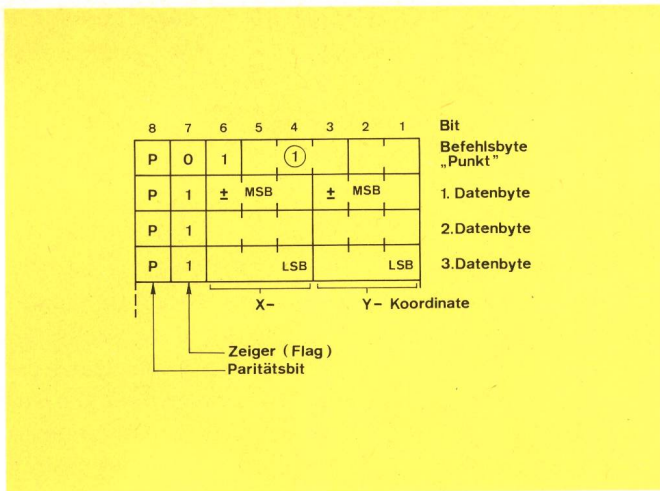 8 7 6 5 4 3 2 1 Bit
P 0 1 1 Befehlsbyte
„Punkt”
P 1 ± MSB ± MSB 1. Datenbyte
P 1 2.Datenbyte
P 1 LSB LSB 3.Datenbyte
X- Y- Koordinate
Zeiger (Flag)
Paritätsbit